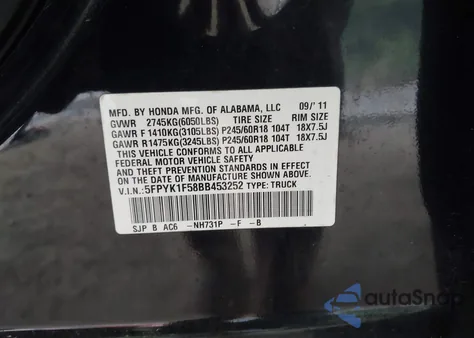 MFD. BY HONDA MFG. OF ALABAMA, LLC 09/' 11
GVWR 2745KG(6050LBS) TIRE SIZE RIM SIZE
GAWR F 1410KG(3105LBS) P245/60R18 104T 18X7.5J
GAWR R1475KG(3245LBS) P245/60R18 104T 18X7.5J
THIS VEHICLE CONFORMS TO ALL APPLICABLE
FEDERAL MOTOR VEHICLE SAFETY AND
THEFT PREVENTION STANDARDS IN EFFECT ON
THE DATE OF MANUFACTURE SHOWN ABOVE.
V.I.N.:5FPYK1F58BB453252 TYPE:TRUCK
SJP B AC6 -NH731P -F -B
autoSnap